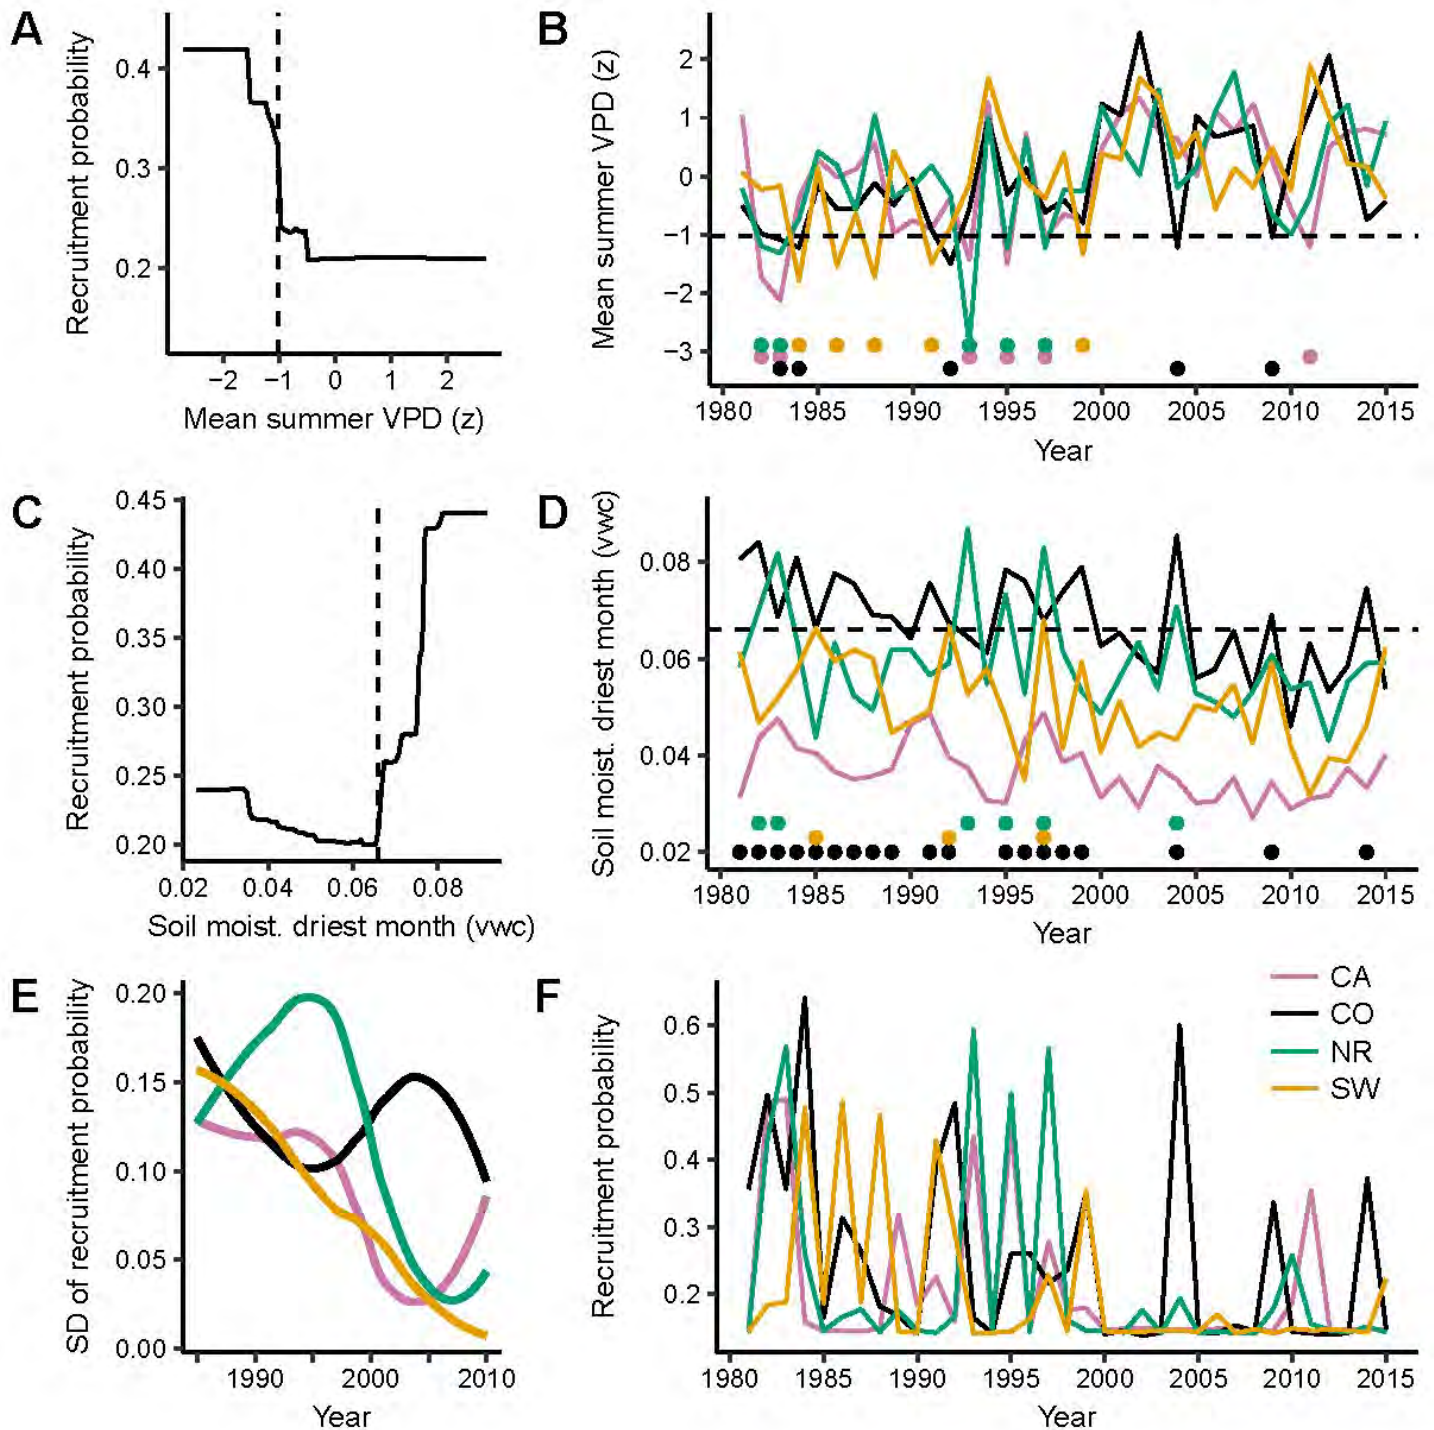 A
Recruitment probability
0.4
0.3
0.2
−2 −1 0 1 2
Mean summer VPD (z)
B
Mean summer VPD (z)
2
1
0
−1
−2
−3
1980 1985 1990 1995 2000 2005 2010 2015
Year
C
Recruitment probability
0.45
0.40
0.35
0.30
0.25
0.20
0.02 0.04 0.06 0.08
Soil moist. driest month (vwc)
D
Soil moist. driest month (vwc)
0.08
0.06
0.04
0.02
1980 1985 1990 1995 2000 2005 2010 2015
Year
E
SD of recruitment probability
0.20
0.15
0.10
0.05
0.00
1990 2000 2010
Year
F
Recruitment probability
0.6
0.5
0.4
0.3
0.2
1980 1985 1990 1995 2000 2005 2010 2015
Year
CA
CO
NR
SW